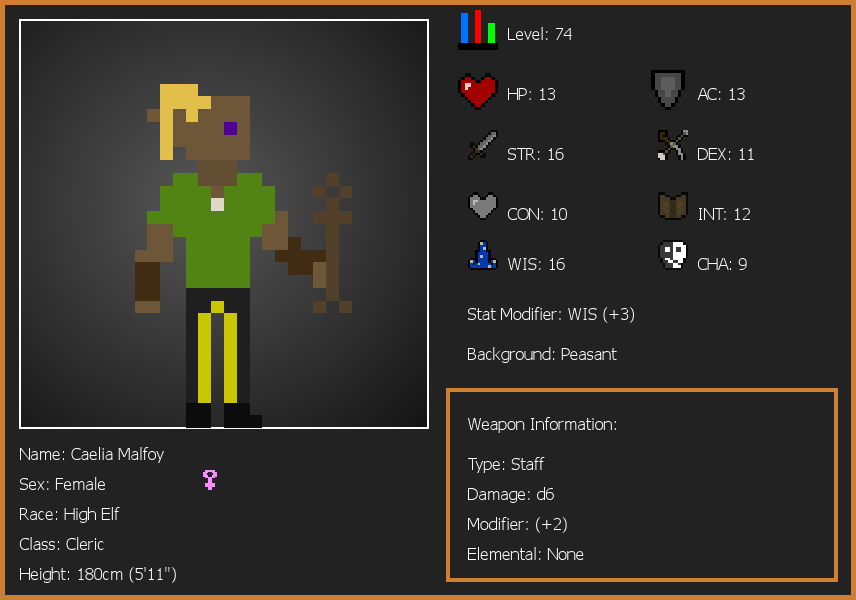 Level: 74
HP: 13
AC: 13
STR: 16
DEX: 11
CON: 10
INT: 12
WIS: 16
CHA: 9
Stat Modifier: WIS (+3)
Background: Peasant
Weapon Information:
Type: Staff
Damage: d6
Modifier: (+2)
Elemental: None
Name: Caelia Malfoy
Sex: Female
Race: High Elf
Class: Cleric
Height: 180cm (5'11")